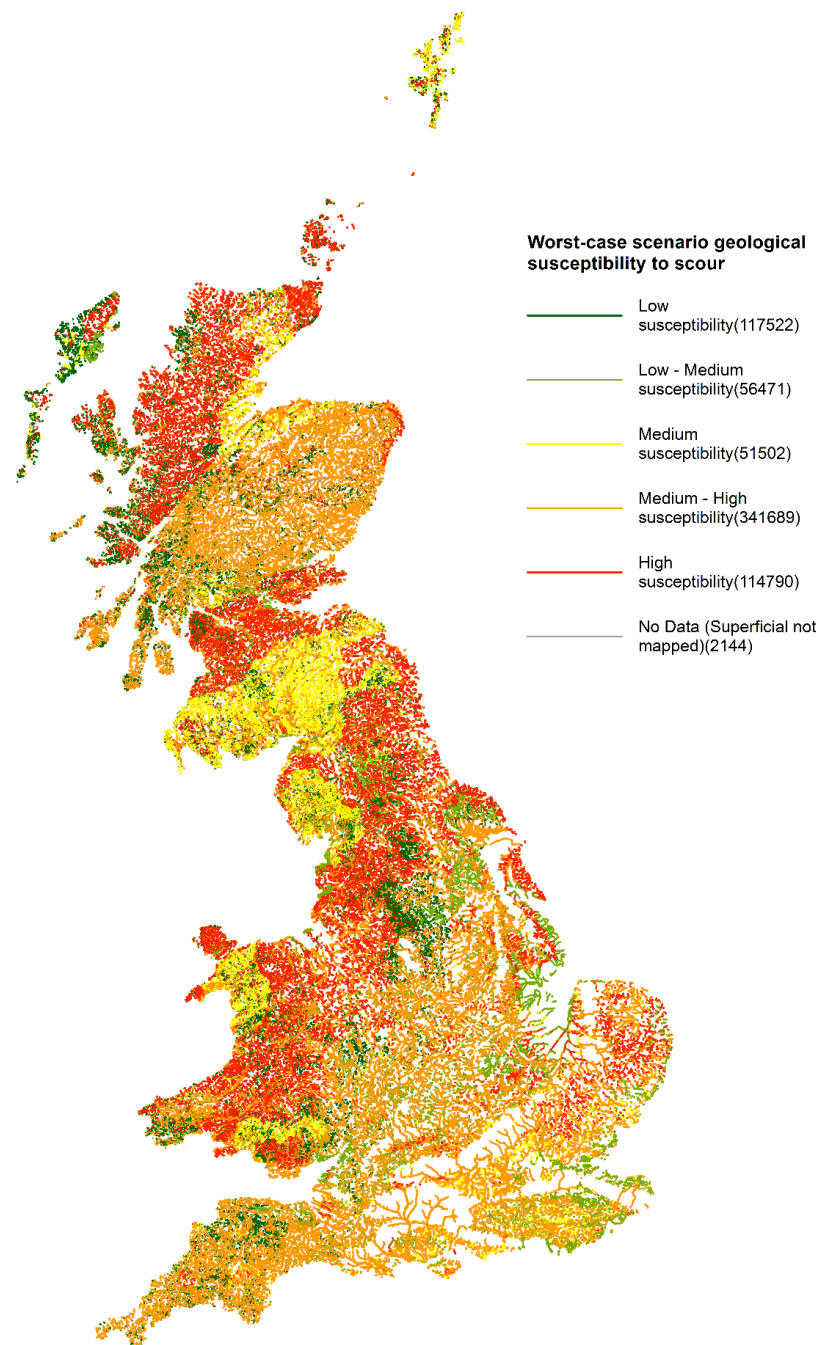 Worst-case scenario geological
susceptibility to scour
Low
susceptibility(117522)
Low - Medium
susceptibility(56471)
Medium
susceptibility(51502)
Medium - High
susceptibility(341689)
High
susceptibility(114790)
No Data (Superficial not
mapped)(2144)